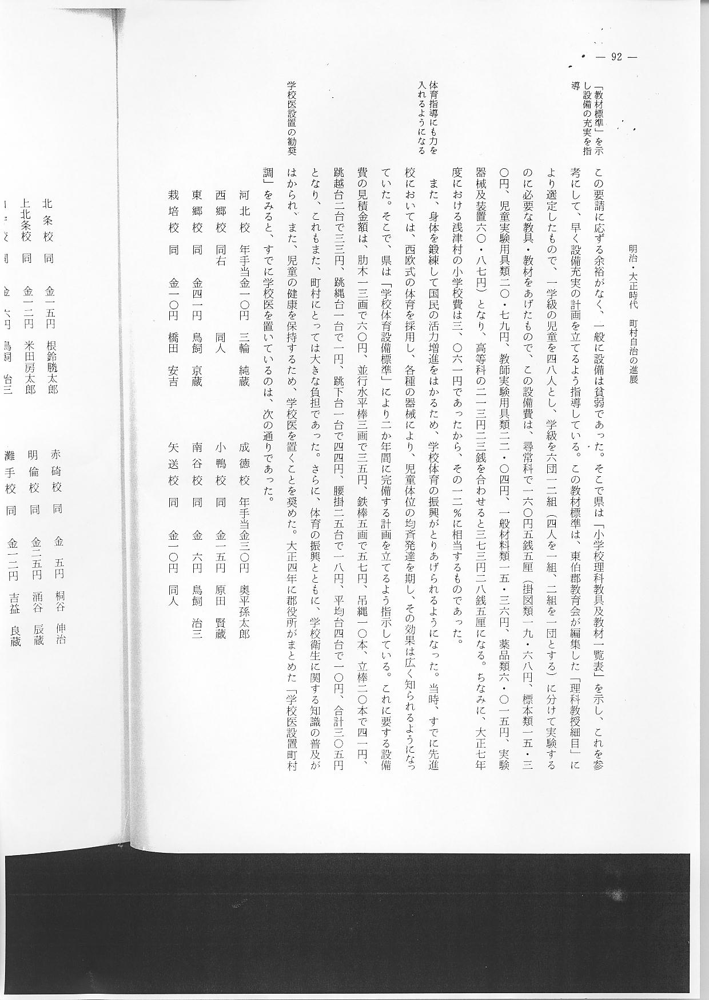 — 92 —
明治・大正時代　町村自治の進展
「教材標準」を示
し設備の充実を指
導
この要請に応ずる余裕がなく、一般に設備は貧弱であった。そこで県は「小学校理科教具及教材一覧表」を示し、これを参
考にして、早く設備充実の計画を立てるよう指導している。この教材標準は、東伯郡教育会が編集した「理科教授細目」に
より選定したもので、一学級の児童を四八人とし、学級を六団一二組（四人を一組、二組を一団とする）に分けて実験する
のに必要な教具・教材をあげたもので、この設備費は、尋常科で一六〇円五銭五厘（掛図類一九・六八円、標本類一五・三
〇円、児童実験用具類二〇・七九円、教師実験用具類二二・〇四円、一般材料類一五・三六円、薬品類六・〇一五円、実験
器械及装置六〇・八七円）となり、高等科の二一三円二三銭を合わせると三七三円二八銭五厘になる。ちなみに、大正七年
度における浅津村の小学校費は三、〇六一円であったから、その一二％に相当するものであった。
体育指導にも力を
入れるようになる
また、身体を鍛練して国民の活力増進をはかるため、学校体育の振興がとりあげられるようになった。当時、すでに先進
校においては、西欧式の体育を採用し、各種の器械により、児童体位の均斉発達を期し、その効果は広く知られるようになっ
ていた。そこで、県は「学校体育設備標準」により二か年間に完備する計画を立てるよう指示している。これに要する設備
費の見積金額は、肋木一三画で六〇円、並行水平棒三画で三五円、鉄棒五画で五七円、吊縄一〇本、立棒二〇本で四一円、
跳越台二台で三三円、跳縄台一台で一円、跳下台一台で四四円、腰掛二五台で一八円、平均台四台で一〇円、合計三〇五円
となり、これもまた、町村にとっては大きな負担であった。さらに、体育の振興とともに、学校衛生に関する知識の普及が
学校医設置の勧奨
はかられ、また、児童の健康を保持するため、学校医を置くことを奨めた。大正四年に郡役所がまとめた「学校医設置町村
調」をみると、すでに学校医を置いているのは、次の通りであった。
河北校　年手当金一〇円　三輪　純蔵　成徳校　年手当金三〇円　奥平孫太郎
西郷校　同右　同人　小鴨校　同　金一五円　原田　賢蔵
東郷校　同　金四一円　鳥飼　京蔵　南谷校　同　金　六円　鳥飼　治三
栽培校　同　金一〇円　橋田　安吉　矢送校　同　金一〇円　同人
北条校　同　金一五円　根鈴勝太郎　赤碕校　同　金　五円　桐谷　伸治
上北条校　同　金一二円　米田房太郎　明倫校　同　金二五円　涌谷　辰蔵
校　同　金　六円　鳥飼　治三　灘手校　同　金一二円　吉益　良蔵